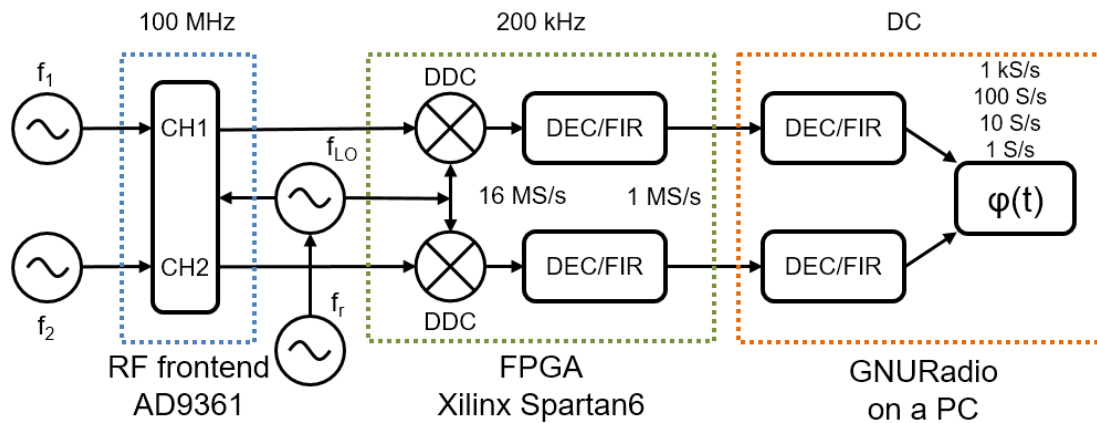 100 MHz
200 kHz
DC
f1
CH1
fLO
DDC
DEC/FIR
DEC/FIR
1 kS/s
100 S/s
10 S/s
1 S/s
16 MS/s
1 MS/s
φ(t)
f2
CH2
fr
DDC
DEC/FIR
DEC/FIR
RF frontend
AD9361
FPGA
Xilinx Spartan6
GNURadio
on a PC